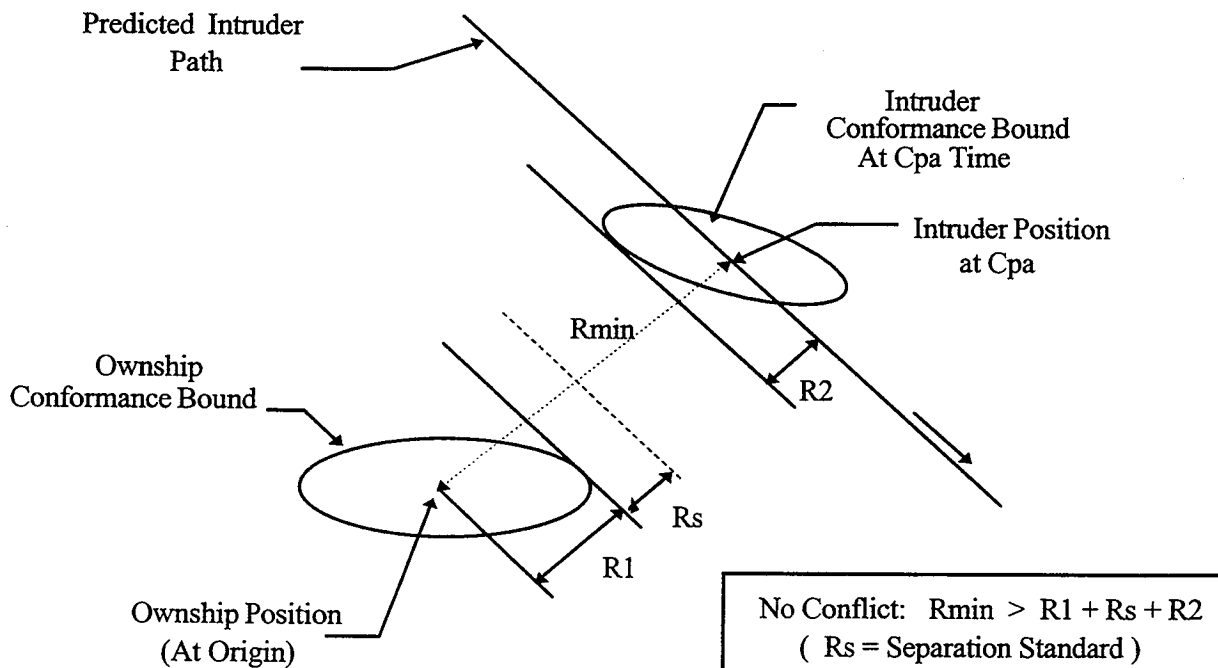 Predicted Intruder
Path
Intruder
Conformance Bound
At Cpa Time
Intruder Position
at Cpa
Rmin
R2
Ownship
Conformance Bound
Rs
R1
Ownship Position
(At Origin)
No Conflict: Rmin > R1 + Rs + R2
( Rs = Separation Standard )